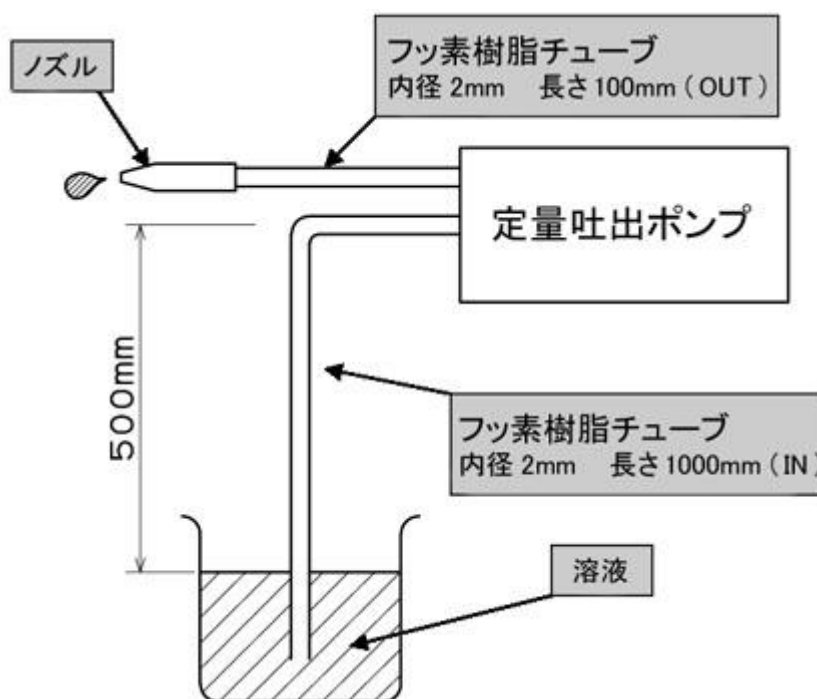 ノズル
フッ素樹脂チューブ
内径 2mm 長さ 100mm ( OUT )
定量吐出ポンプ
500mm
フッ素樹脂チューブ
内径 2mm 長さ 1000mm ( IN )
溶液